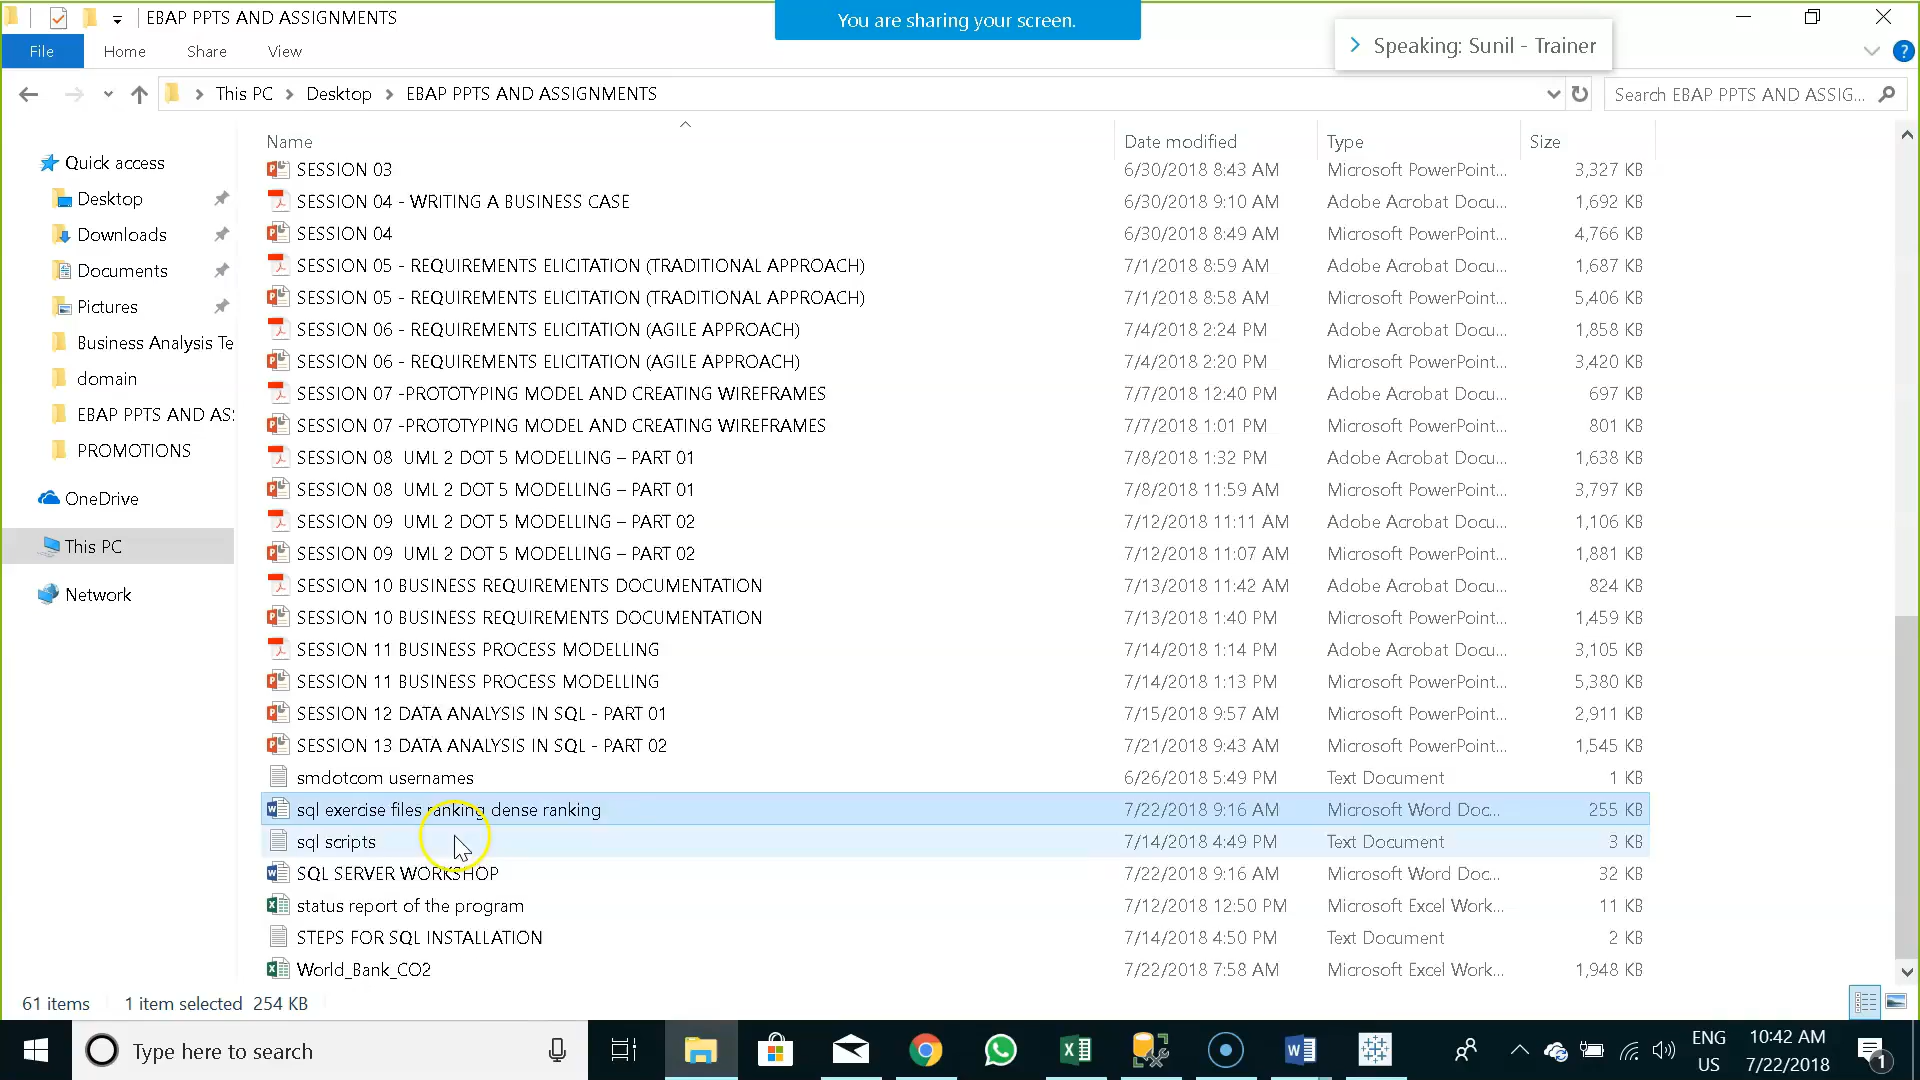 EBAP PPTS AND ASSIGNMENTS
You are sharing your screen.
Speaking: Sunil - Trainer
File Home Share View
This PC Desktop EBAP PPTS AND ASSIGNMENTS
Search EBAP PPTS AND ASSIG...
Name Date modified Type Size
Quick access
Desktop
Downloads
Documents
Pictures
Business Analysis Te
domain
EBAP PPTS AND AS
PROMOTIONS
OneDrive
This PC
Network
SESSION 03 6/30/2018 8:43 AM Microsoft PowerPoint... 3,327 KB
SESSION 04 - WRITING A BUSINESS CASE 6/30/2018 9:10 AM Adobe Acrobat Docu... 1,692 KB
SESSION 04 6/30/2018 8:49 AM Microsoft PowerPoint... 4,766 KB
SESSION 05 - REQUIREMENTS ELICITATION (TRADITIONAL APPROACH) 7/1/2018 8:59 AM Adobe Acrobat Docu... 1,687 KB
SESSION 05 - REQUIREMENTS ELICITATION (TRADITIONAL APPROACH) 7/1/2018 8:58 AM Microsoft PowerPoint... 5,406 KB
SESSION 06 - REQUIREMENTS ELICITATION (AGILE APPROACH) 7/4/2018 2:24 PM Adobe Acrobat Docu... 1,858 KB
SESSION 06 - REQUIREMENTS ELICITATION (AGILE APPROACH) 7/4/2018 2:20 PM Microsoft PowerPoint... 3,420 KB
SESSION 07 -PROTOTYPING MODEL AND CREATING WIREFRAMES 7/7/2018 12:40 PM Adobe Acrobat Docu... 697 KB
SESSION 07 -PROTOTYPING MODEL AND CREATING WIREFRAMES 7/7/2018 1:01 PM Microsoft PowerPoint... 801 KB
SESSION 08 UML 2 DOT 5 MODELLING – PART 01 7/8/2018 1:32 PM Adobe Acrobat Docu... 1,638 KB
SESSION 08 UML 2 DOT 5 MODELLING – PART 01 7/8/2018 11:59 AM Microsoft PowerPoint... 3,797 KB
SESSION 09 UML 2 DOT 5 MODELLING – PART 02 7/12/2018 11:11 AM Adobe Acrobat Docu... 1,106 KB
SESSION 09 UML 2 DOT 5 MODELLING – PART 02 7/12/2018 11:07 AM Microsoft PowerPoint... 1,881 KB
SESSION 10 BUSINESS REQUIREMENTS DOCUMENTATION 7/13/2018 11:42 AM Adobe Acrobat Docu... 824 KB
SESSION 10 BUSINESS REQUIREMENTS DOCUMENTATION 7/13/2018 1:40 PM Microsoft PowerPoint... 1,459 KB
SESSION 11 BUSINESS PROCESS MODELLING 7/14/2018 1:14 PM Adobe Acrobat Docu... 3,105 KB
SESSION 11 BUSINESS PROCESS MODELLING 7/14/2018 1:13 PM Microsoft PowerPoint... 5,380 KB
SESSION 12 DATA ANALYSIS IN SQL - PART 01 7/15/2018 9:57 AM Microsoft PowerPoint... 2,911 KB
SESSION 13 DATA ANALYSIS IN SQL - PART 02 7/21/2018 9:43 AM Microsoft PowerPoint... 1,545 KB
smdotcom usernames 6/26/2018 5:49 PM Text Document 1 KB
sql exercise files ranking dense ranking 7/22/2018 9:16 AM Microsoft Word Doc... 255 KB
sql scripts 7/14/2018 4:49 PM Text Document 3 KB
SQL SERVER WORKSHOP 7/22/2018 9:16 AM Microsoft Word Doc... 32 KB
status report of the program 7/12/2018 12:50 PM Microsoft Excel Work... 11 KB
STEPS FOR SQL INSTALLATION 7/14/2018 4:50 PM Text Document 2 KB
World_Bank_CO2 7/22/2018 7:58 AM Microsoft Excel Work... 1,948 KB
61 items 1 item selected 254 KB
Type here to search
ENG
US
10:42 AM
7/22/2018
1